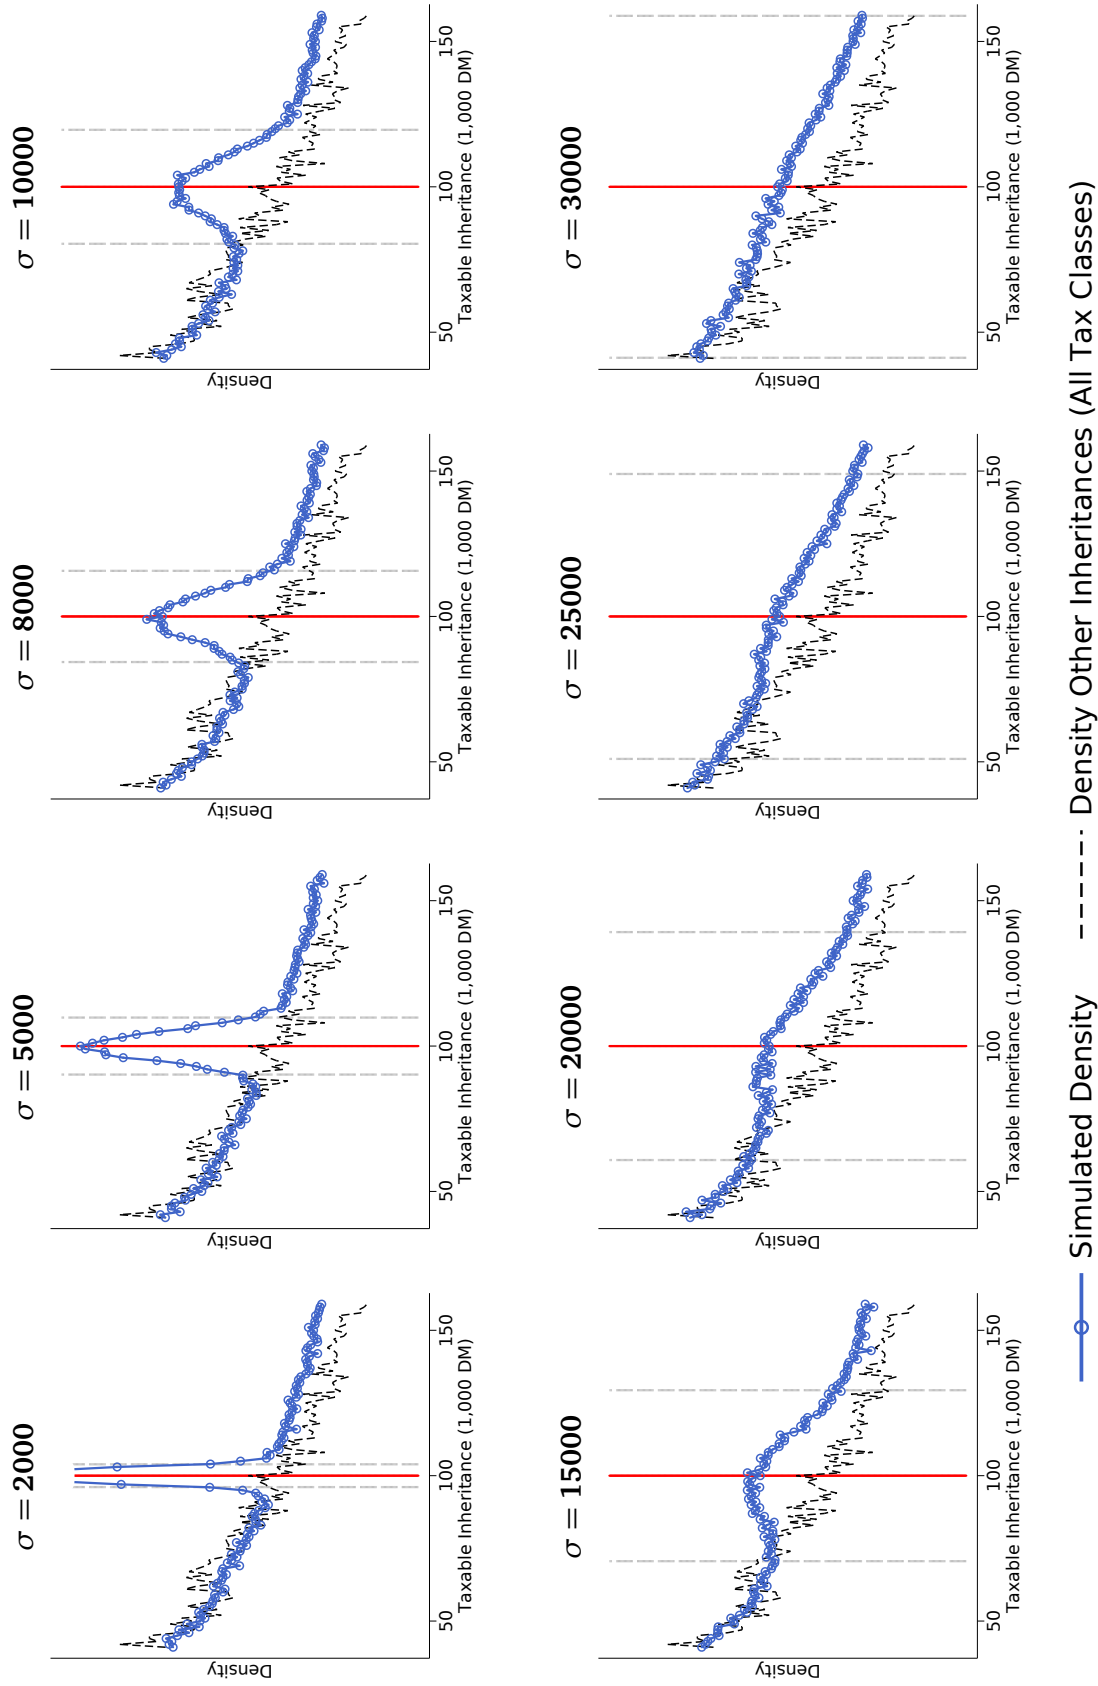 σ = 2000
Density
50
100
150
Taxable Inheritance (1,000 DM)
σ = 5000
Density
50
100
150
Taxable Inheritance (1,000 DM)
σ = 8000
Density
50
100
150
Taxable Inheritance (1,000 DM)
σ = 10000
Density
50
100
150
Taxable Inheritance (1,000 DM)
σ = 15000
Density
50
100
150
Taxable Inheritance (1,000 DM)
σ = 20000
Density
50
100
150
Taxable Inheritance (1,000 DM)
σ = 25000
Density
50
100
150
Taxable Inheritance (1,000 DM)
σ = 30000
Density
50
100
150
Taxable Inheritance (1,000 DM)
Simulated Density
Density Other Inheritances (All Tax Classes)